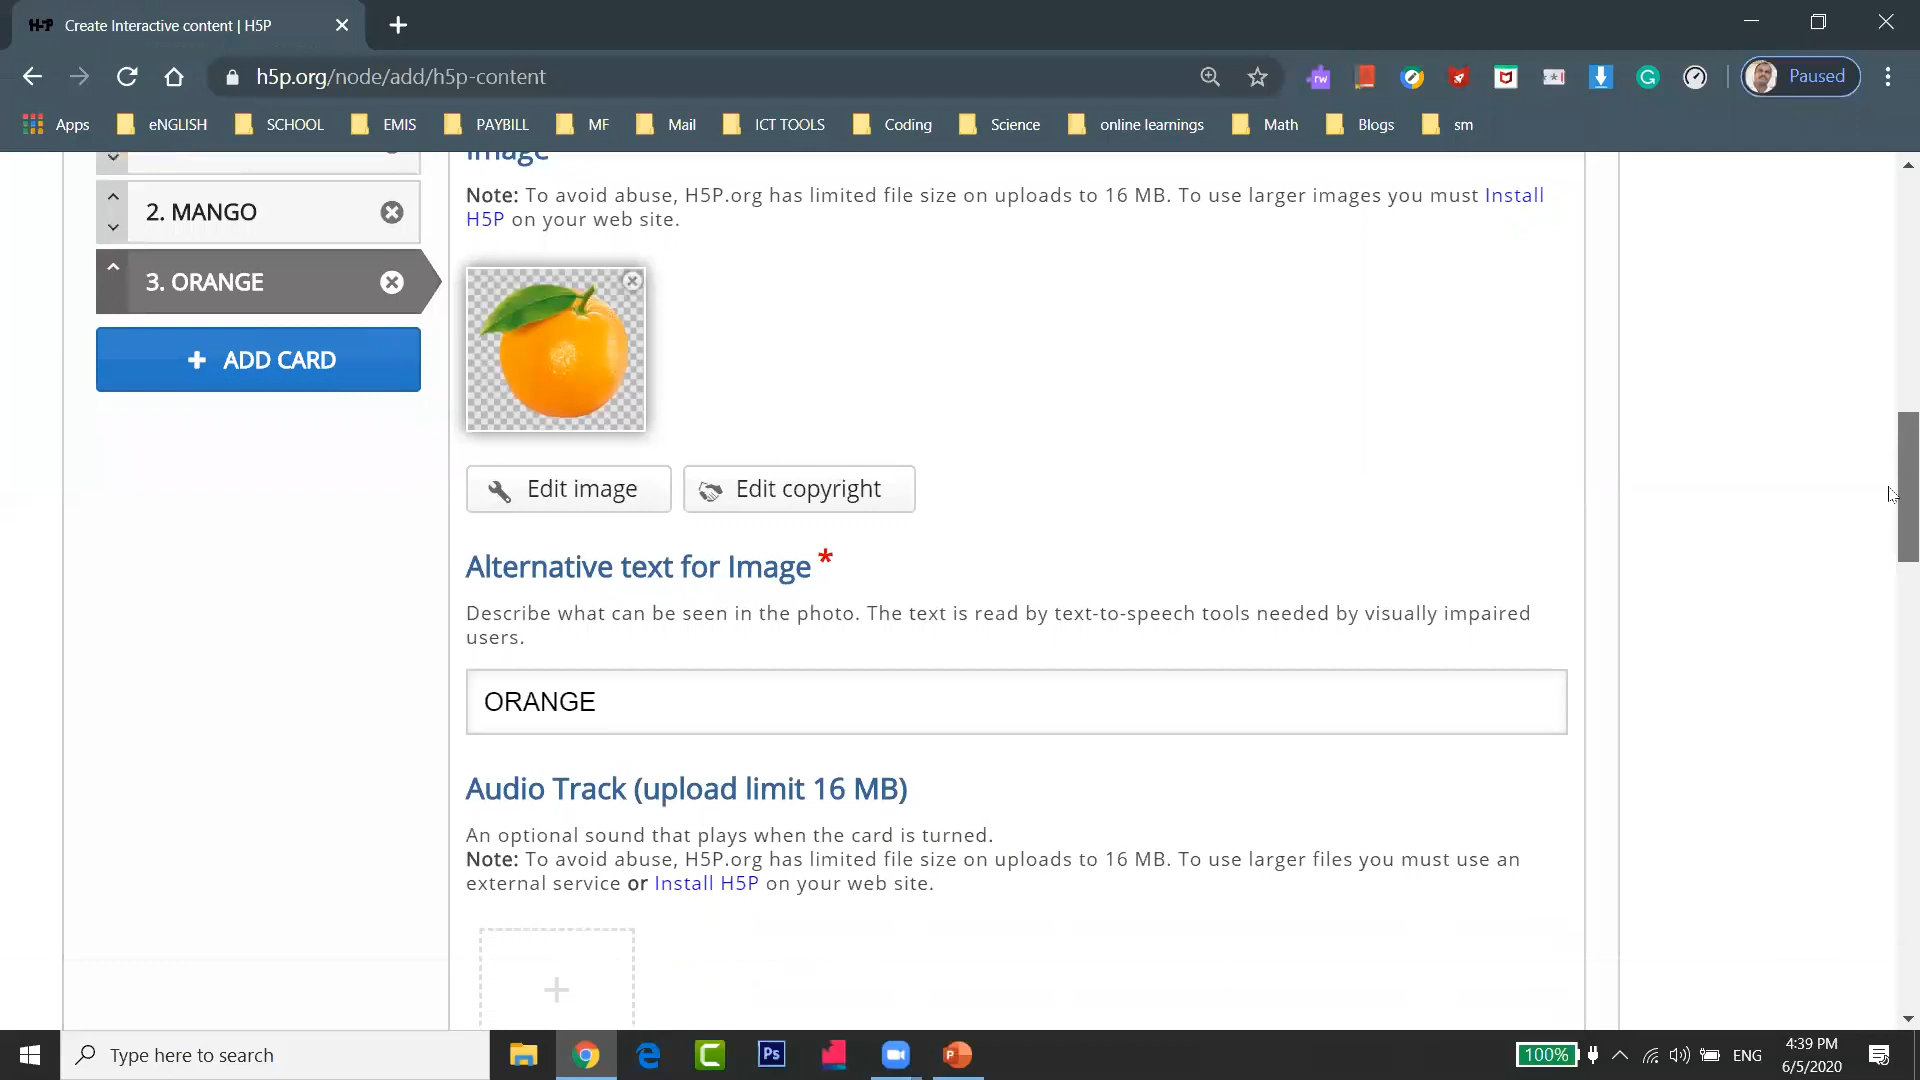 H5P Create Interactive content | H5P
h5p.org/node/add/h5p-content
Paused
Apps eNGLISH SCHOOL EMIS PAYBILL MF Mail ICT TOOLS Coding Science online learnings Math Blogs sm
Image
Note: To avoid abuse, H5P.org has limited file size on uploads to 16 MB. To use larger images you must Install
H5P on your web site.
2. MANGO
3. ORANGE
+ ADD CARD
Edit image
Edit copyright
Alternative text for Image *
Describe what can be seen in the photo. The text is read by text-to-speech tools needed by visually impaired
users.
ORANGE
Audio Track (upload limit 16 MB)
An optional sound that plays when the card is turned.
Note: To avoid abuse, H5P.org has limited file size on uploads to 16 MB. To use larger files you must use an
external service or Install H5P on your web site.
+
Type here to search
Ps
100%
ENG
4:39 PM
6/5/2020